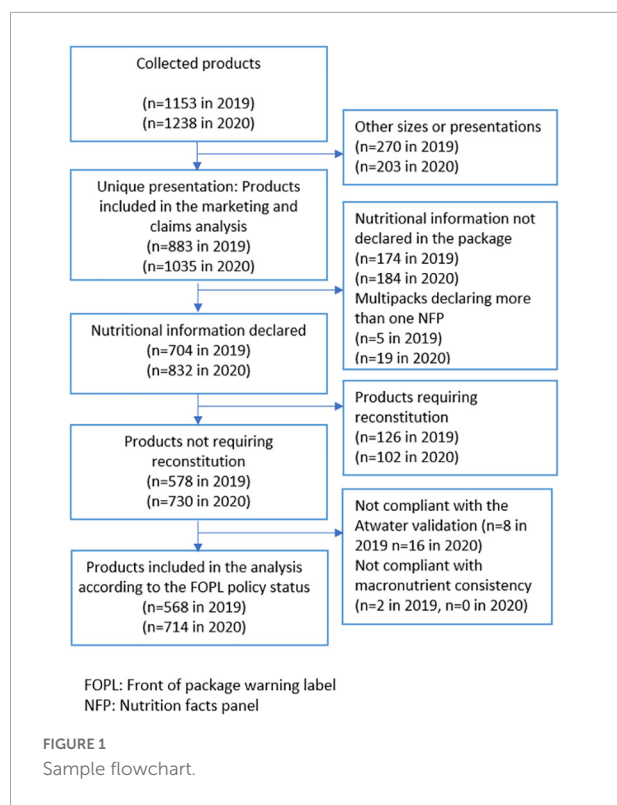 Collected products
(n=1153 in 2019)
(n=1238 in 2020)
Other sizes or presentations
(n=270 in 2019)
(n=203 in 2020)
Unique presentation: Products
included in the marketing and
claims analysis
(n=883 in 2019)
(n=1035 in 2020)
Nutritional information not
declared in the package
(n=174 in 2019)
(n=184 in 2020)
Multipacks declaring more
than one NFP
(n=5 in 2019)
(n=19 in 2020)
Nutritional information declared
(n=704 in 2019)
(n=832 in 2020)
Products requiring
reconstitution
(n=126 in 2019)
(n=102 in 2020)
Products not requiring
reconstitution
(n=578 in 2019)
(n=730 in 2020)
Not compliant with the
Atwater validation (n=8 in
2019 n=16 in 2020)
Not compliant with
macronutrient consistency
(n=2 in 2019, n=0 in 2020)
Products included in the analysis
according to the FOPL policy status
(n=568 in 2019)
(n=714 in 2020)
FOPL: Front of package warning label
NFP: Nutrition facts panel
FIGURE 1
Sample flowchart.